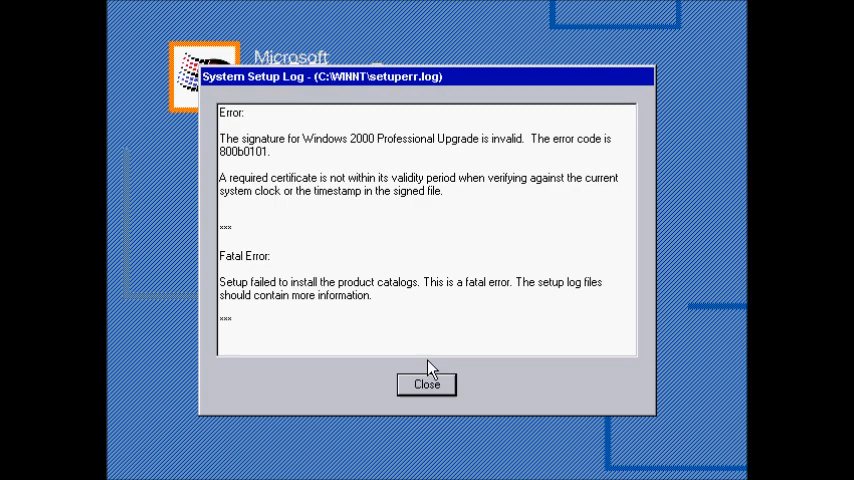 Microsoft
System Setup Log - (C:\WINNT\setuperr.log)
Error:
The signature for Windows 2000 Professional Upgrade is invalid.  The error code is
800b0101.
A required certificate is not within its validity period when verifying against the current
system clock or the timestamp in the signed file.
***
Fatal Error:
Setup failed to install the product catalogs.  This is a fatal error.  The setup log files
should contain more information.
***
Close